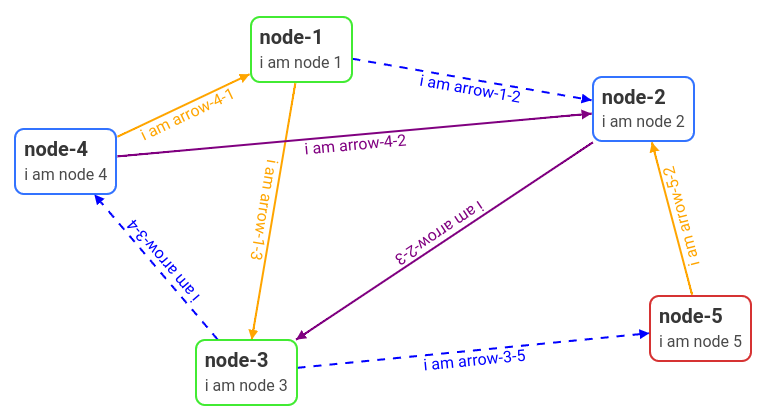 node-1
i am node 1
i am arrow-1-2
node-2
i am node 2
i am arrow-4-1
node-4
i am node 4
i am arrow-4-2
i am arrow-1-3
i am arrow-5-2
i am arrow-2-3
i am arrow-3-4
node-5
i am node 5
node-3
i am node 3
i am arrow-3-5